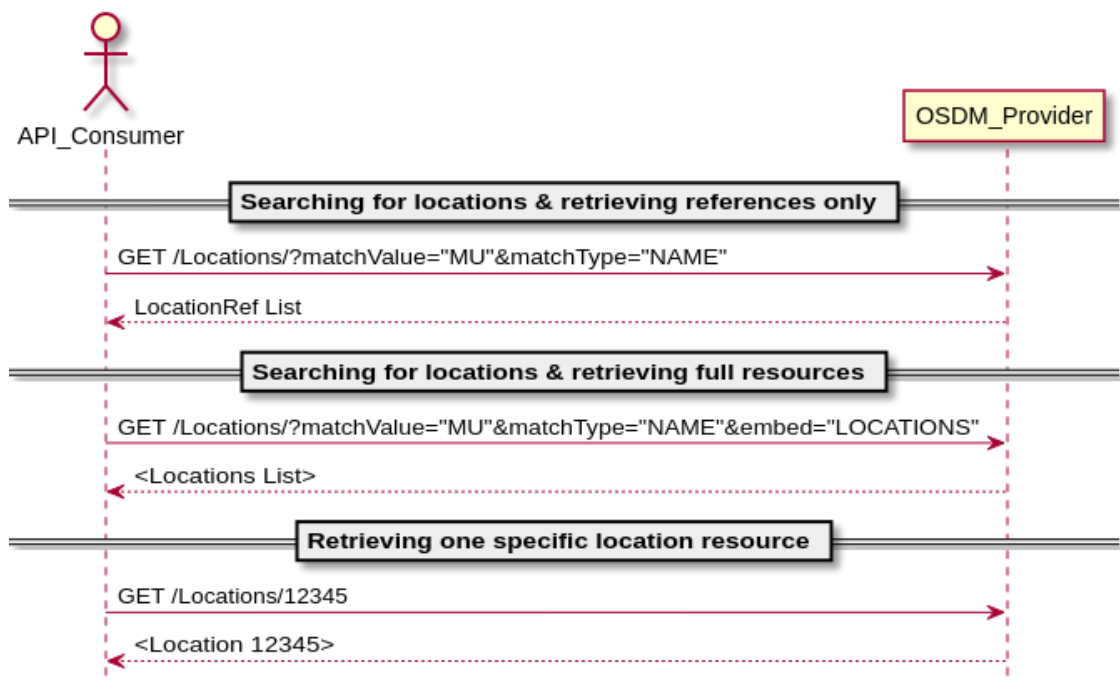 API_Consumer
OSDM_Provider
Searching for locations & retrieving references only
GET /Locations/?matchValue="MU"&matchType="NAME"
LocationRef List
Searching for locations & retrieving full resources
GET /Locations/?matchValue="MU"&matchType="NAME"&embed="LOCATIONS"
<Locations List>
Retrieving one specific location resource
GET /Locations/12345
<Location 12345>